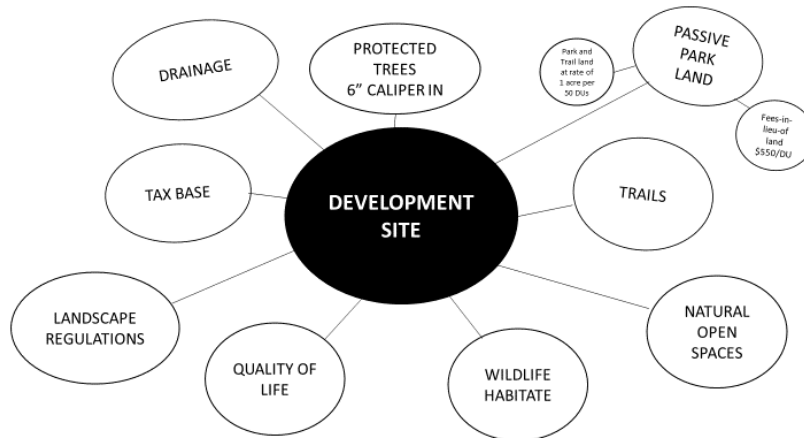 DRAINAGE
PROTECTED
TREES
6” CALIPER IN
Park and
Trail land
at rate of
1 acre per
50 DUs
PASSIVE
PARK
LAND
Fees-in-
lieu-of
land
$550/DU
TAX BASE
DEVELOPMENT
SITE
TRAILS
LANDSCAPE
REGULATIONS
QUALITY OF
LIFE
WILDLIFE
HABITATE
NATURAL
OPEN
SPACES